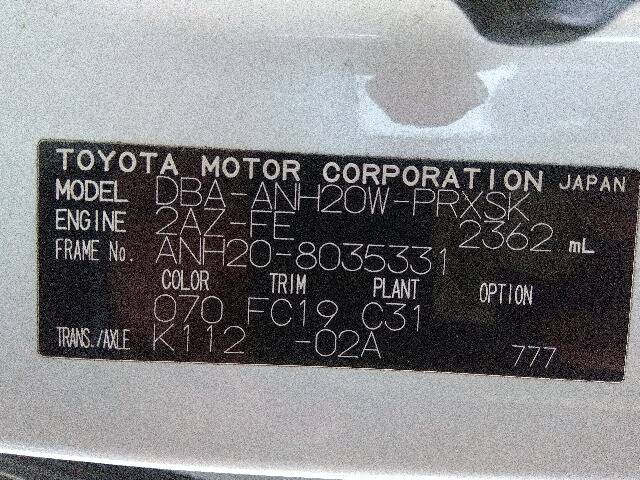 TOYOTA MOTOR CORPORATION JAPAN
MODEL DBA-ANH20W-PRXSK
ENGINE 2AZ-FE 2362 mL
FRAME No. ANH20-8035331
COLOR TRIM PLANT OPTION
070 FC19 C31
TRANS./AXLE K112 -02A 777